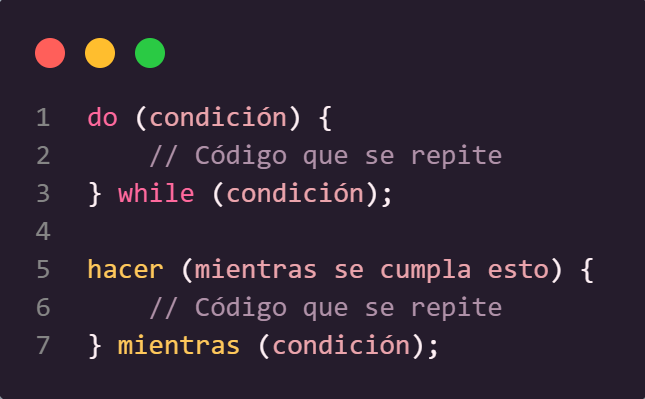 1 do (condición) {
2     // Código que se repite
3 } while (condición);
4
5 hacer (mientras se cumpla esto) {
6     // Código que se repite
7 } mientras (condición);